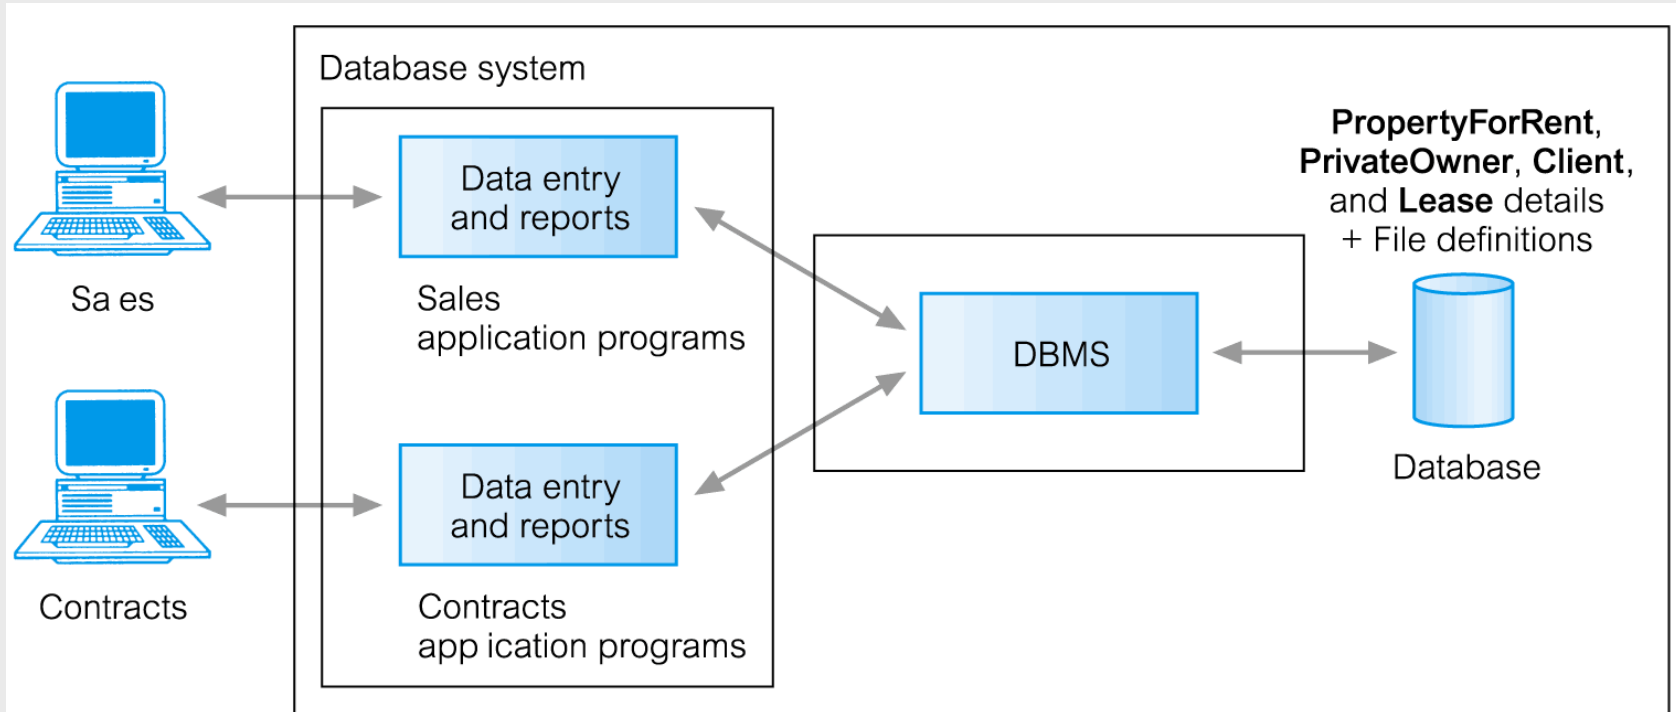 Database system
PropertyForRent,
PrivateOwner, Client,
and Lease details
+ File definitions
Data entry
and reports
Sa es
Sales
application programs
DBMS
Database
Data entry
and reports
Contracts
Contracts
app ication programs